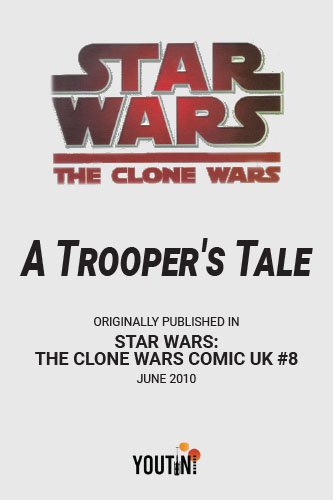 STAR
WARS
THE CLONE WARS
A TROOPER'S TALE
ORIGINALLY PUBLISHED IN
STAR WARS:
THE CLONE WARS COMIC UK #8
JUNE 2010
YOUTINI